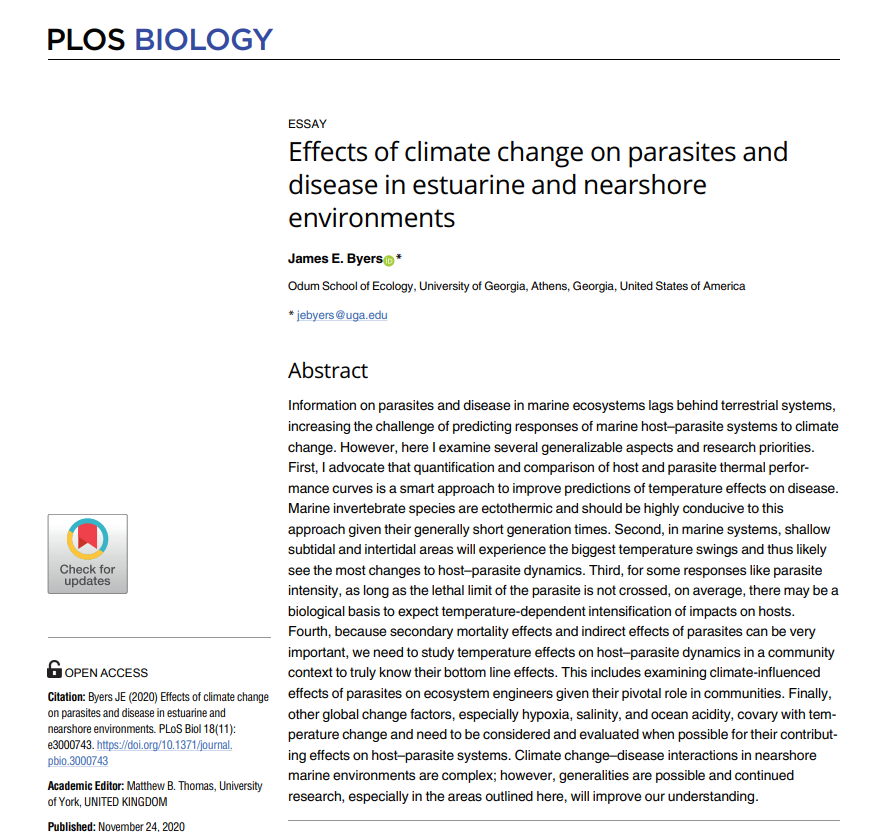 PLOS BIOLOGY
ESSAY
Effects of climate change on parasites and
disease in estuarine and nearshore
environments
James E. Byers iD *
Odum School of Ecology, University of Georgia, Athens, Georgia, United States of America
* jebyers@uga.edu
Abstract
Information on parasites and disease in marine ecosystems lags behind terrestrial systems,
increasing the challenge of predicting responses of marine host–parasite systems to climate
change. However, here I examine several generalizable aspects and research priorities.
First, I advocate that quantification and comparison of host and parasite thermal perfor-
mance curves is a smart approach to improve predictions of temperature effects on disease.
Marine invertebrate species are ectothermic and should be highly conducive to this
approach given their generally short generation times. Second, in marine systems, shallow
subtidal and intertidal areas will experience the biggest temperature swings and thus likely
see the most changes to host–parasite dynamics. Third, for some responses like parasite
intensity, as long as the lethal limit of the parasite is not crossed, on average, there may be a
biological basis to expect temperature-dependent intensification of impacts on hosts.
Fourth, because secondary mortality effects and indirect effects of parasites can be very
important, we need to study temperature effects on host–parasite dynamics in a community
context to truly know their bottom line effects. This includes examining climate-influenced
effects of parasites on ecosystem engineers given their pivotal role in communities. Finally,
other global change factors, especially hypoxia, salinity, and ocean acidity, covary with tem-
perature change and need to be considered and evaluated when possible for their contribut-
ing effects on host–parasite systems. Climate change–disease interactions in nearshore
marine environments are complex; however, generalities are possible and continued
research, especially in the areas outlined here, will improve our understanding.
Check for
updates
OPEN ACCESS
Citation: Byers JE (2020) Effects of climate change
on parasites and disease in estuarine and
nearshore environments. PLoS Biol 18(11):
e3000743. https://doi.org/10.1371/journal.
pbio.3000743
Academic Editor: Matthew B. Thomas, University
of York, UNITED KINGDOM
Published: November 24, 2020